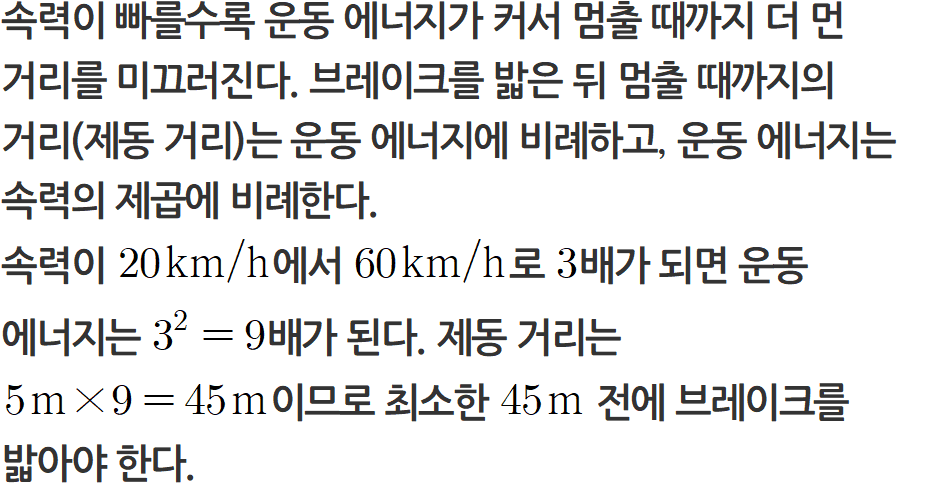 속력이 빠를수록 운동 에너지가 커서 멈출 때까지 더 먼
거리를 미끄러진다. 브레이크를 밟은 뒤 멈출 때까지의
거리(제동 거리)는 운동 에너지에 비례하고, 운동 에너지는
속력의 제곱에 비례한다.
속력이 20km/h에서 60km/h로 3배가 되면 운동
에너지는 3² = 9배가 된다. 제동 거리는
5m×9 = 45m이므로 최소한 45m 전에 브레이크를
밟아야 한다.